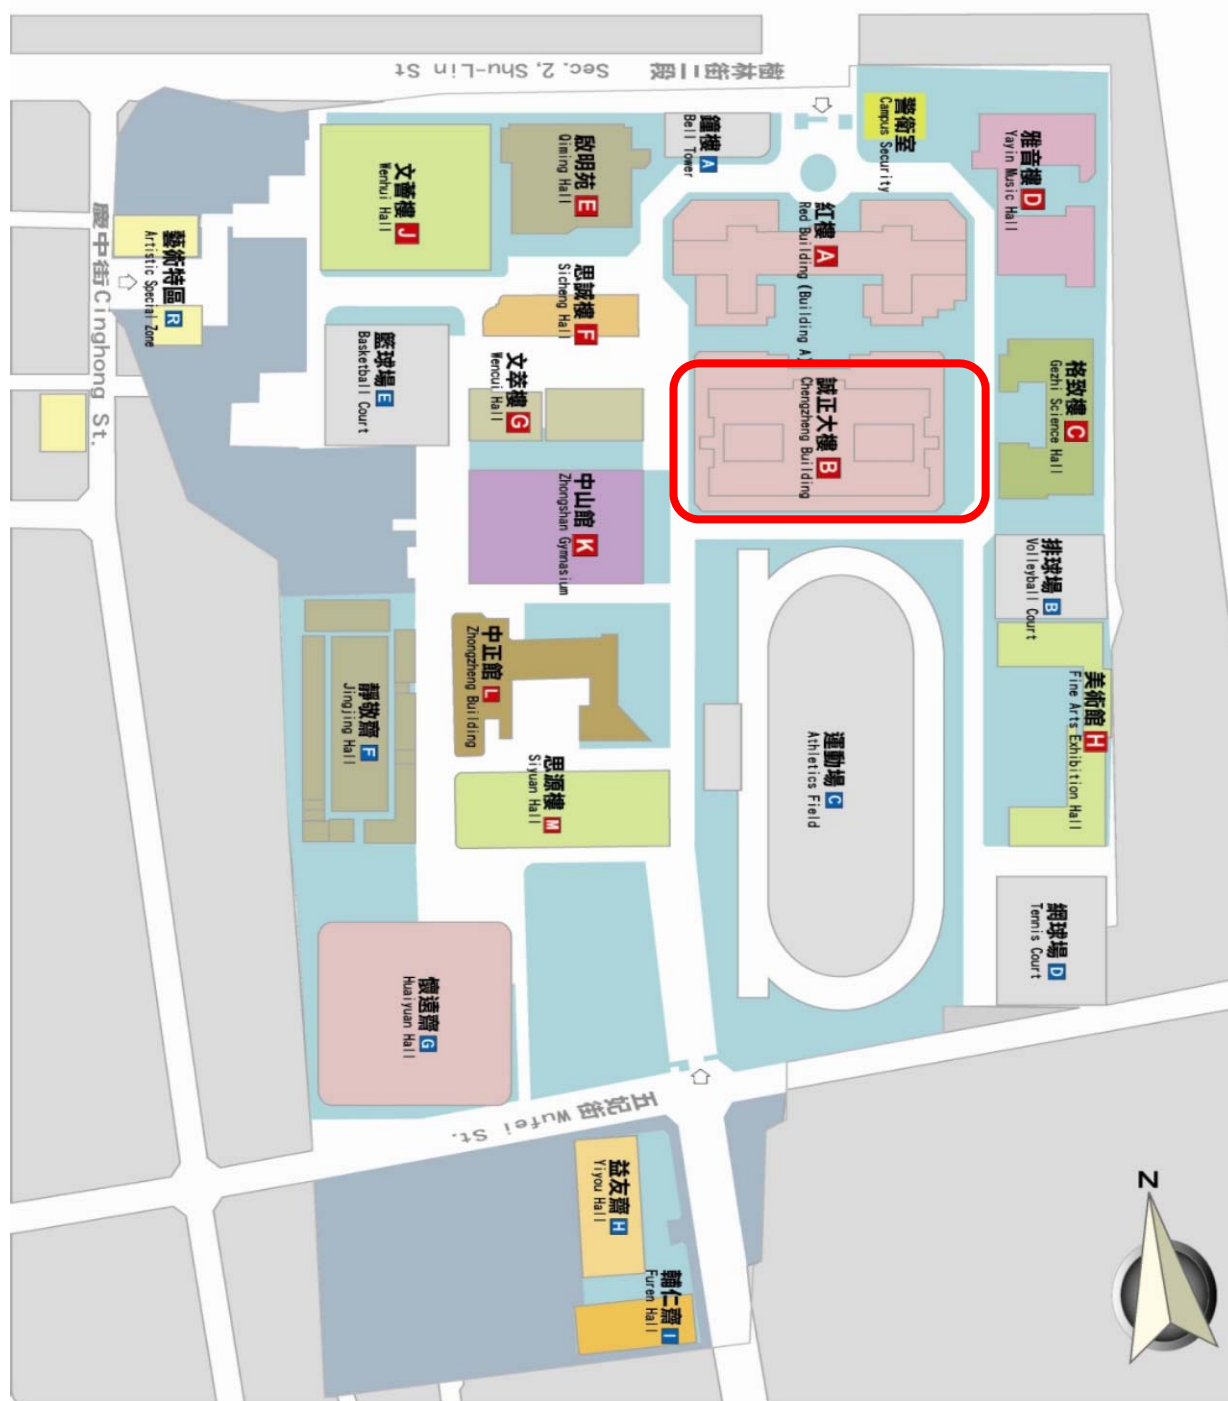 樹林街二段 Sec. 2, Shu-Lin St
慶中街 Cinghong St.
警衛室
Campus Security
鐘樓 A
Bell Tower
雅音樓 D
Yayin Music Hall
啟明苑 E
Qiming Hall
文薈樓 J
Wenhui Hall
紅樓 A
Red Building (Building A)
藝術特區 R
Artistic Special Zone
思誠樓 F
Sicheng Hall
籃球場 E
Basketball Court
文萃樓 G
Wencui Hall
誠正大樓 B
Chengzheng Building
格致樓 C
Gezhi Science Hall
中山館 K
Zhongshan Gymnasium
排球場 B
Volleyball Court
中正館 L
Zhongzheng Building
靜敬齋 F
Jingjing Hall
美術館 H
Fine Arts Exhibition Hall
運動場 C
Athletics Field
思源樓 M
Siyuan Hall
網球場 D
Tennis Court
懷遠齋 G
Huaiyuan Hall
五妃街 Wufei St.
益友齋 H
Yiyou Hall
輔仁齋 I
Furen Hall
N